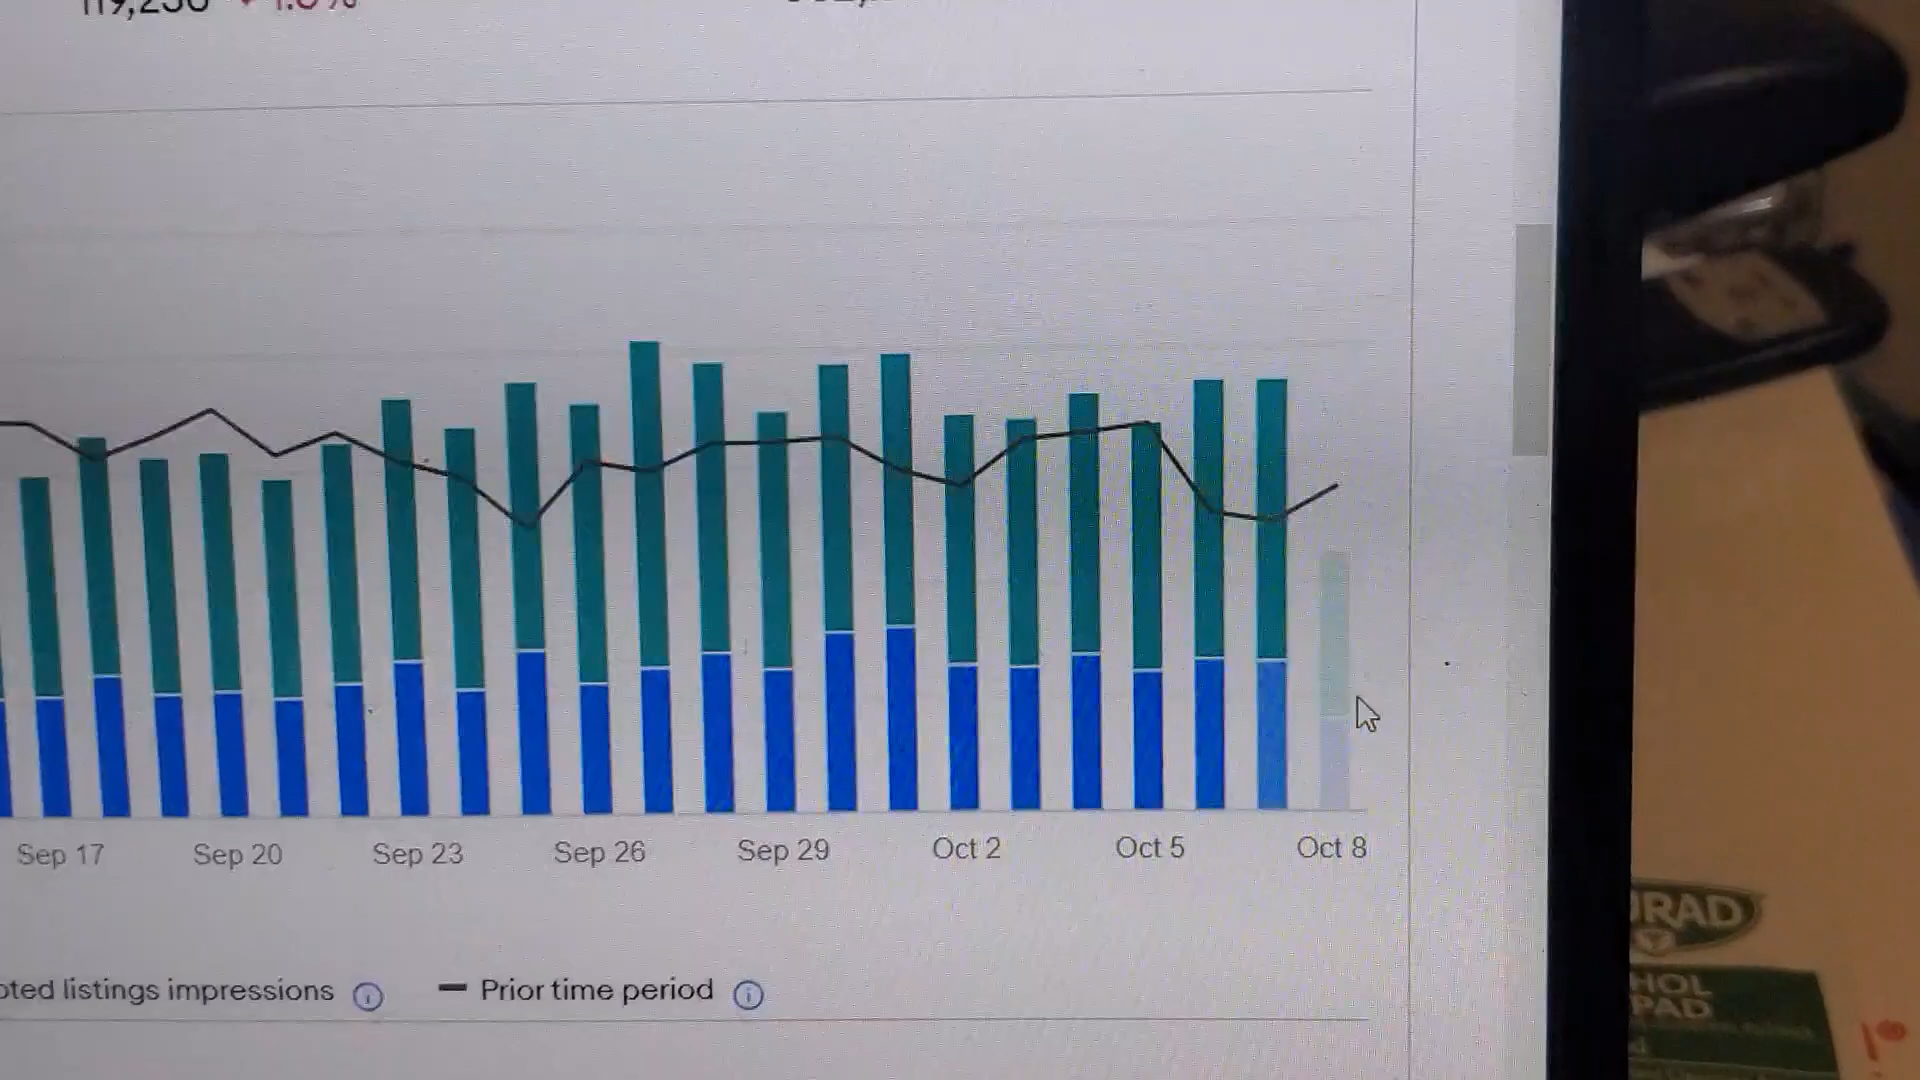 Sep 17 Sep 20 Sep 23 Sep 26 Sep 29 Oct 2 Oct 5 Oct 8
listings impressions Prior time period
RAD
HOL
PAD